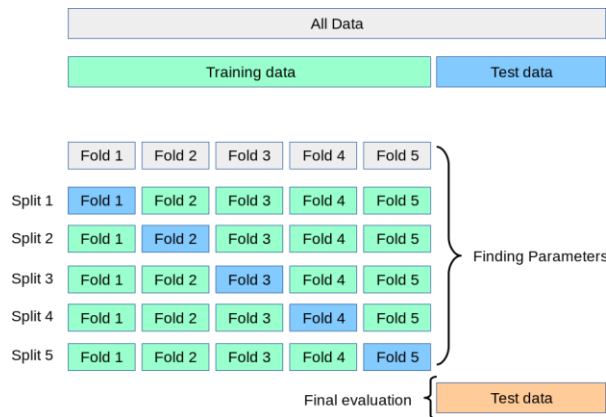 All Data
Training data Test data
Fold 1 Fold 2 Fold 3 Fold 4 Fold 5
Split 1 Fold 1 Fold 2 Fold 3 Fold 4 Fold 5
Split 2 Fold 1 Fold 2 Fold 3 Fold 4 Fold 5
Finding Parameters
Split 3 Fold 1 Fold 2 Fold 3 Fold 4 Fold 5
Split 4 Fold 1 Fold 2 Fold 3 Fold 4 Fold 5
Split 5 Fold 1 Fold 2 Fold 3 Fold 4 Fold 5
Final evaluation Test data